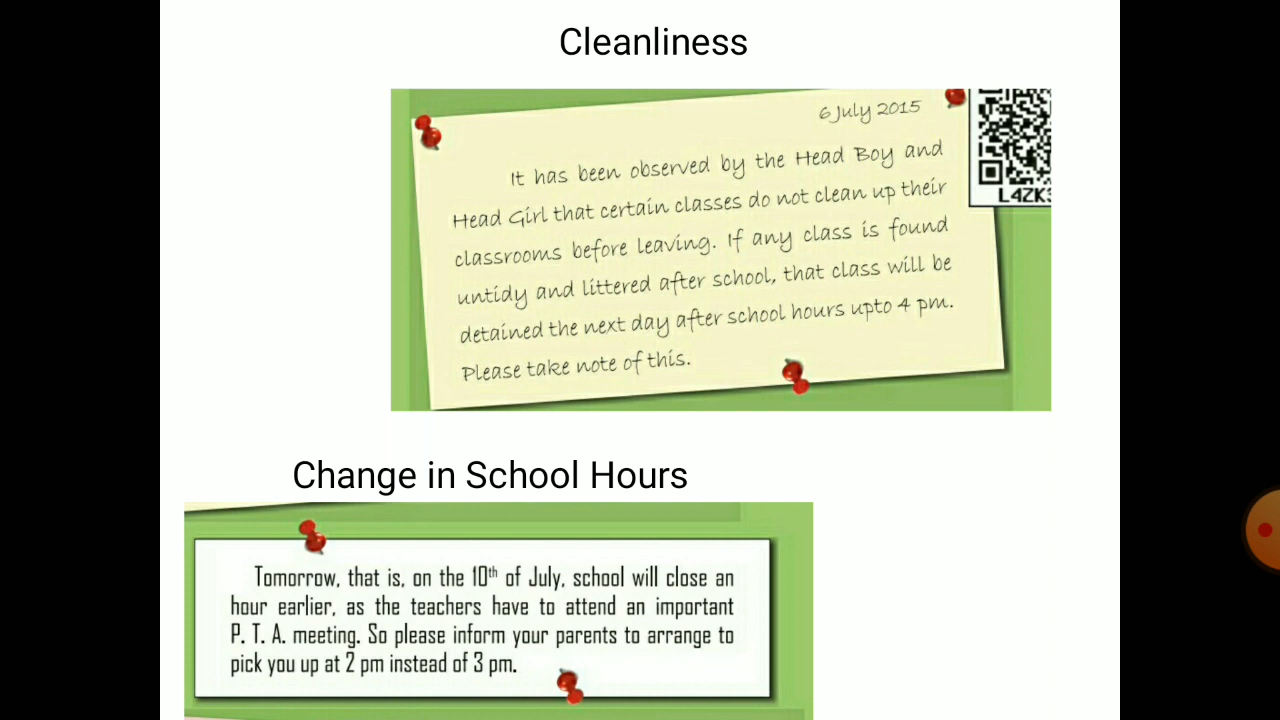 Cleanliness
6 July 2015
It has been observed by the Head Boy and
Head Girl that certain classes do not clean up their
classrooms before leaving. If any class is found
untidy and littered after school, that class will be
detained the next day after school hours upto 4 pm.
Please take note of this.
L4ZK
Change in School Hours
Tomorrow, that is, on the 10th of July, school will close an
hour earlier, as the teachers have to attend an important
P. T. A. meeting. So please inform your parents to arrange to
pick you up at 2 pm instead of 3 pm.